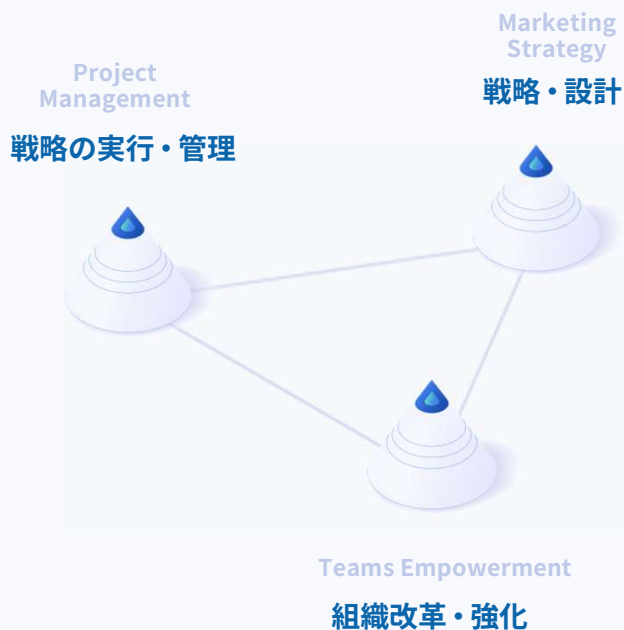 Marketing
Strategy
戦略・設計
Project
Management
戦略の実行・管理
Teams Empowerment
組織改革・強化